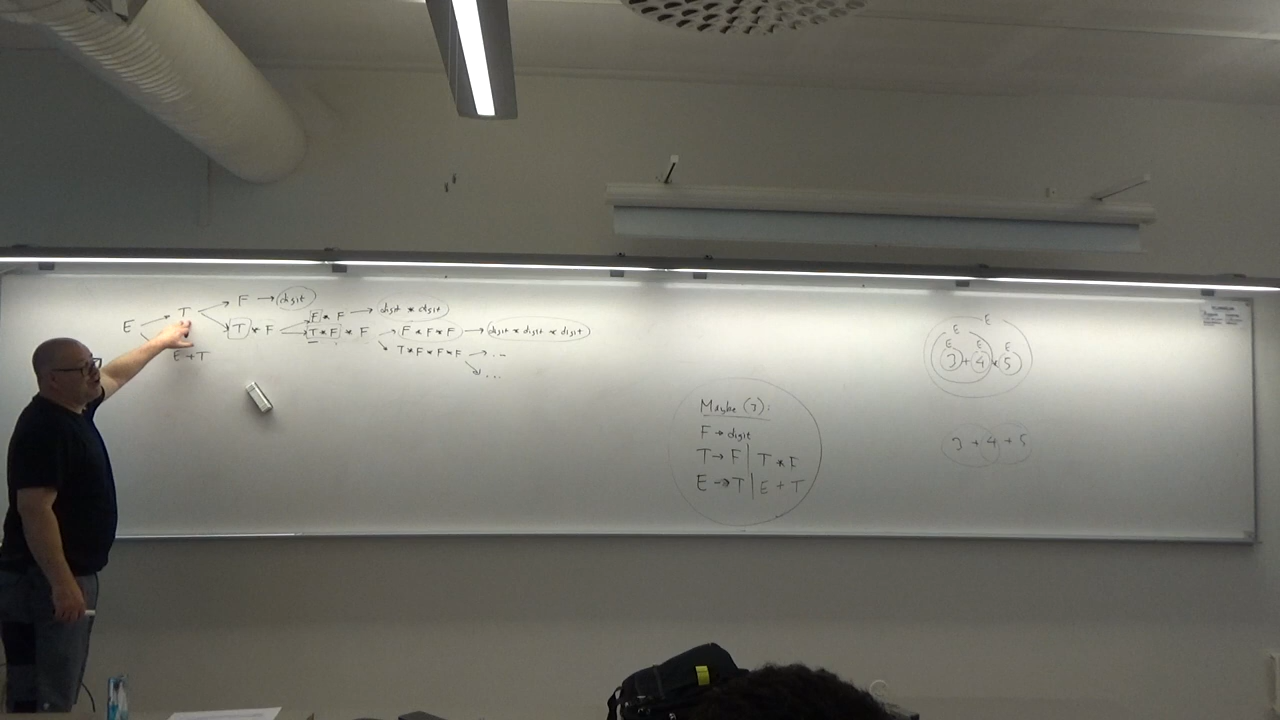 E → T → F → digit
T * F → F * F → digit * digit
T * F * F → F * F * F → digit * digit * digit
E + T
T * F * F * F → ...
...
Maybe (?):
F → digit
T → F | T * F
E → T | E + T
E
E
E E E
3 + 4 * 5
3 + 4 + 5